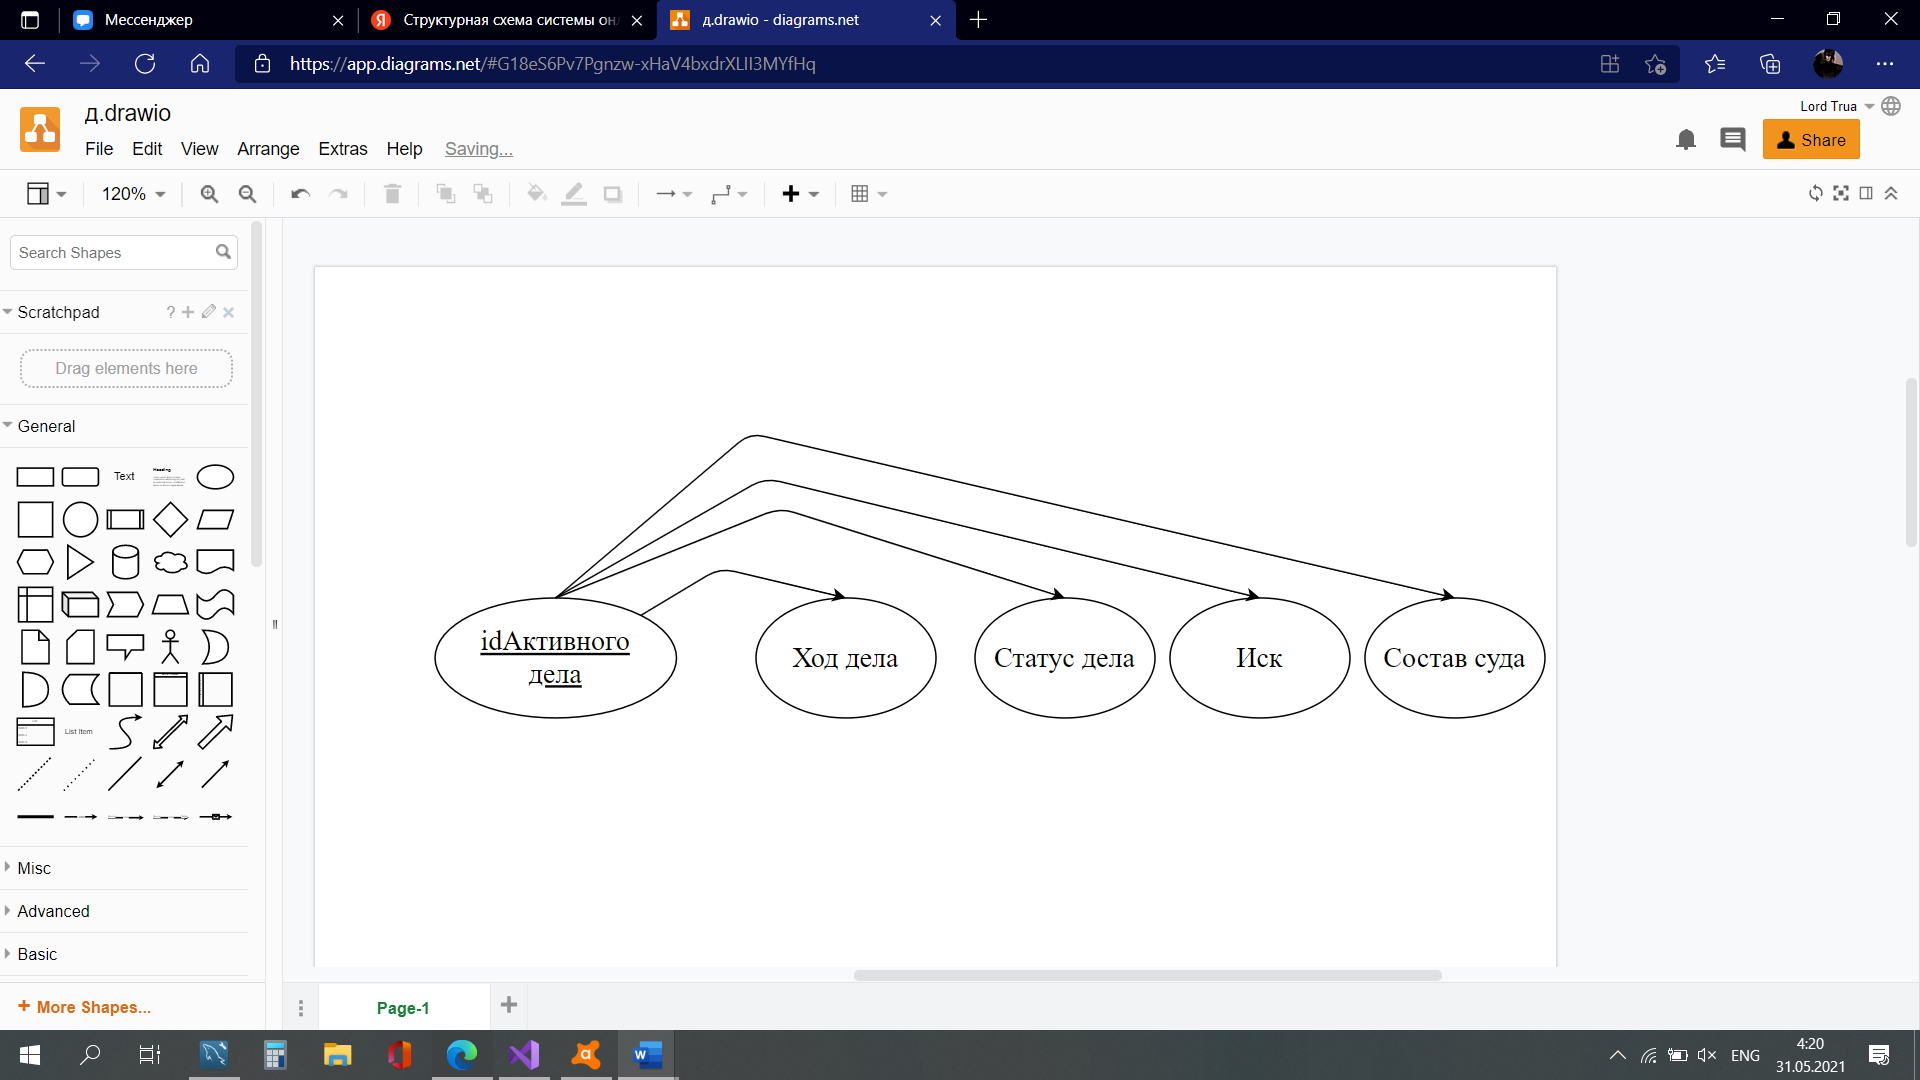 Мессенджер
Структурная схема системы онл
д.drawio - diagrams.net
https://app.diagrams.net/#G18eS6Pv7Pgnzw-xHaV4bxdrXLII3MYfHq
д.drawio
Lord Trua
File Edit View Arrange Extras Help Saving...
Share
120%
Search Shapes
Scratchpad
?
Drag elements here
General
Text
Heading
List Item
Misc
Advanced
Basic
+ More Shapes...
idАктивного
дела
Ход дела
Статус дела
Иск
Состав суда
Page-1
ENG
4:20
31.05.2021